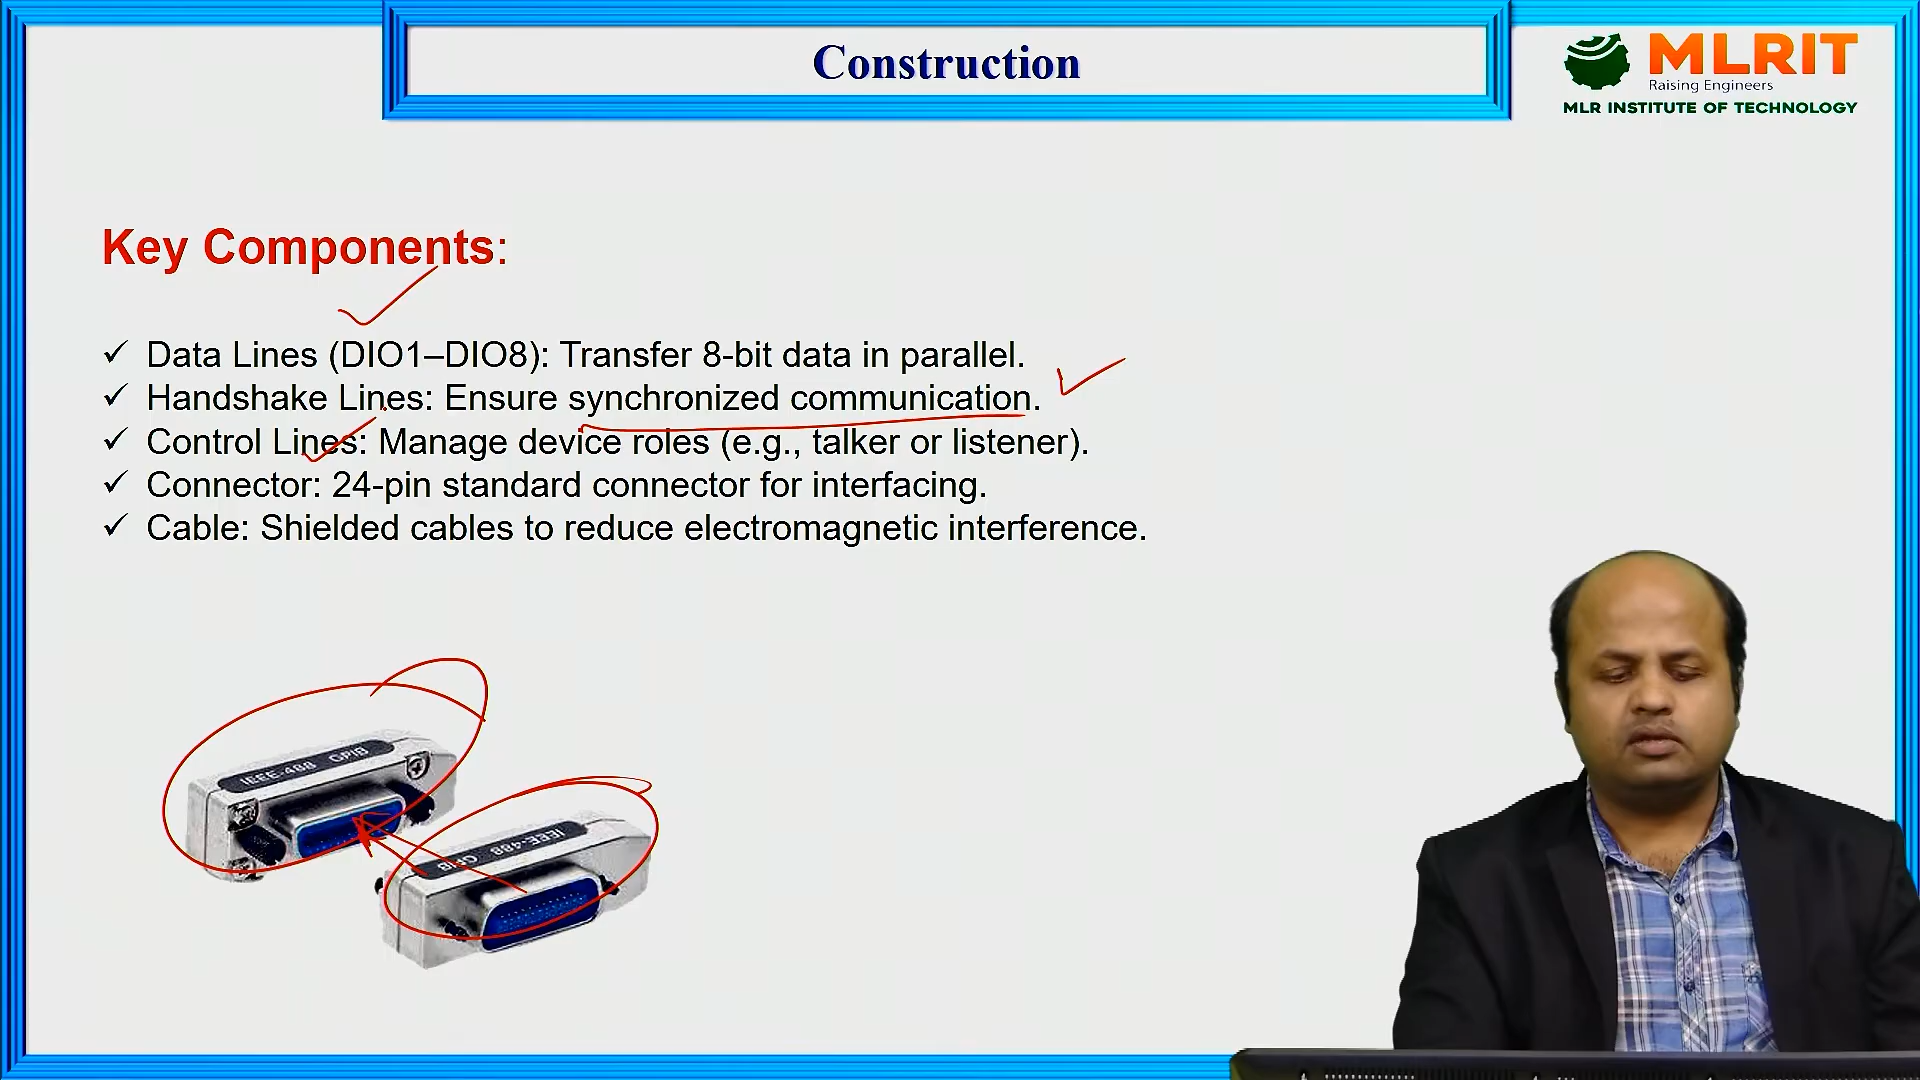 Construction
MLRIT
Raising Engineers
MLR INSTITUTE OF TECHNOLOGY
Key Components:
✓ Data Lines (DIO1–DIO8): Transfer 8-bit data in parallel.
✓ Handshake Lines: Ensure synchronized communication.
✓ Control Lines: Manage device roles (e.g., talker or listener).
✓ Connector: 24-pin standard connector for interfacing.
✓ Cable: Shielded cables to reduce electromagnetic interference.
IEEE-488 GPIB
IEEE-488 GPIB